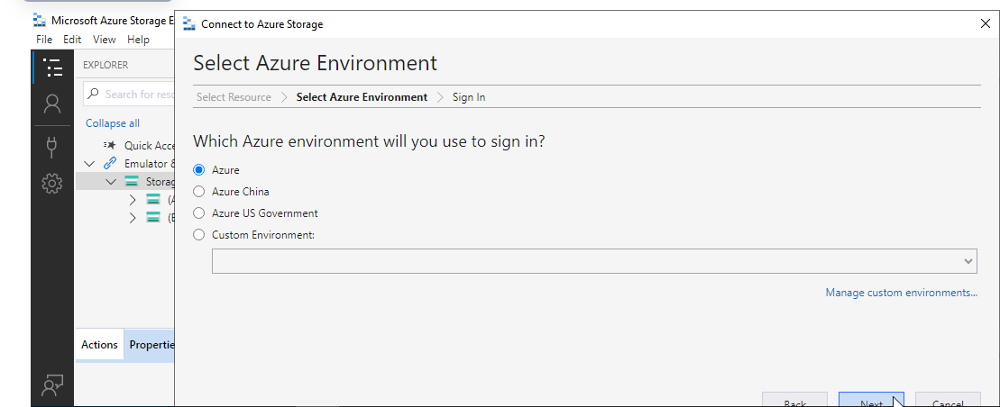 Microsoft Azure Storage E
File Edit View Help
EXPLORER
Search for reso
Collapse all
Quick Acce
Emulator &
Storag
(A
(E
Actions
Propertie
Connect to Azure Storage
Select Azure Environment
Select Resource > Select Azure Environment > Sign In
Which Azure environment will you use to sign in?
Azure
Azure China
Azure US Government
Custom Environment:
Manage custom environments...
Back Next Cancel